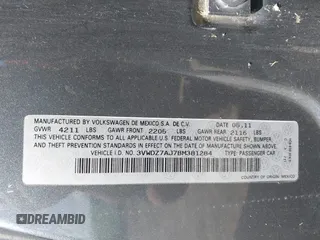 MANUFACTURED BY VOLKSWAGEN DE MEXICO S.A. DE C.V. DATE 05.11
GVWR 4211 LBS GAWR FRONT 2205 LBS GAWR REAR 2116 LBS
THIS VEHICLE CONFORMS TO ALL APPLICABLE U.S. FEDERAL MOTOR VEHICLE SAFETY, BUMPER,
AND THEFT PREVENTION STANDARDS IN EFFECT ON THE DATE OF MANUFACTURE SHOWN ABOVE.
VEHICLE I.D. NO. 3VWDZ7AJ7BM381284 TYPE: PASSENGER CAR
COUNTRY OF ORIGIN: MEX
DREAMBID